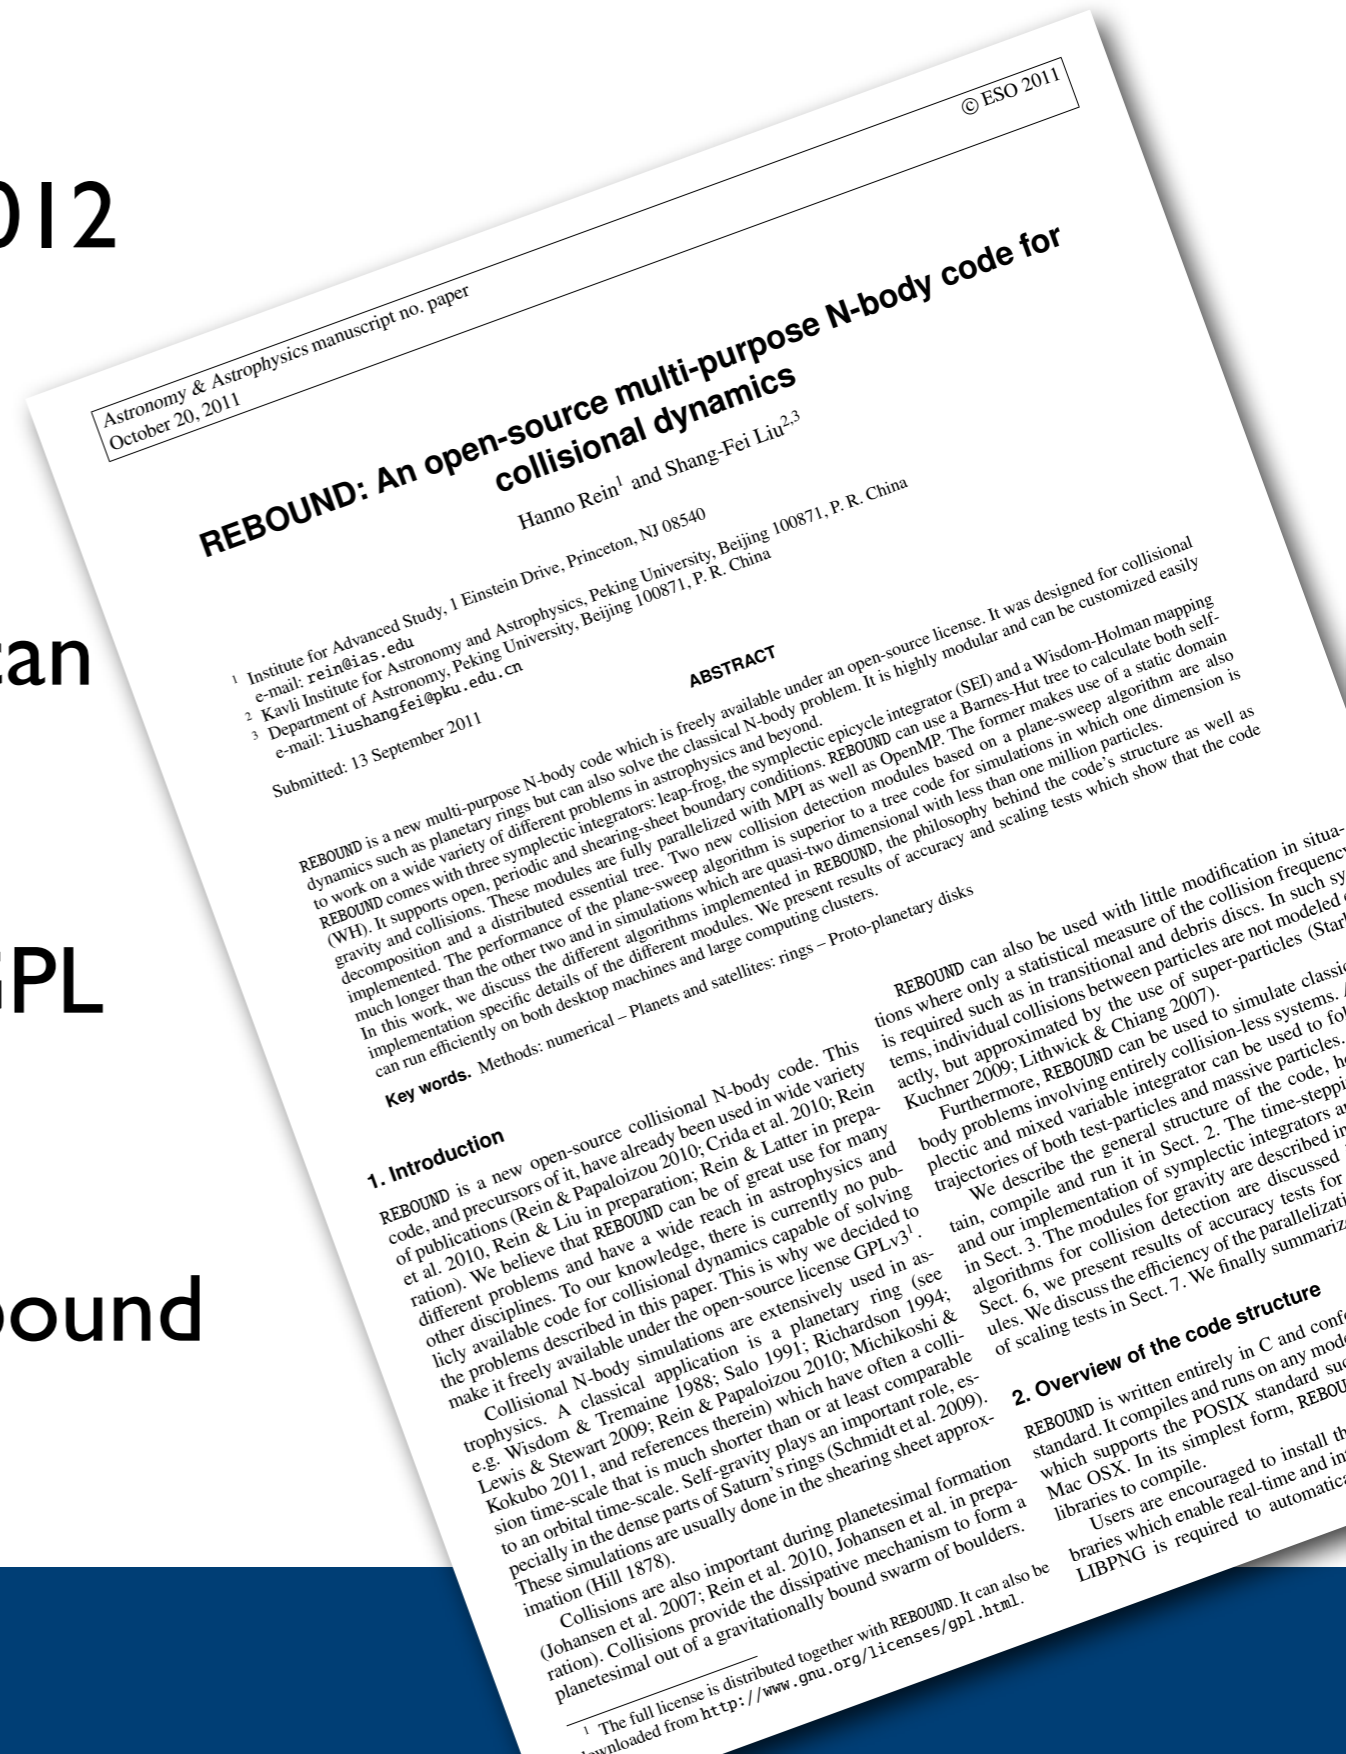 012
can
GPL
bound
© ESO 2011
Astronomy & Astrophysics manuscript no. paper
October 20, 2011
REBOUND: An open-source multi-purpose N-body code for
collisional dynamics
Hanno Rein1 and Shang-Fei Liu2,3
1 Institute for Advanced Study, 1 Einstein Drive, Princeton, NJ 08540
e-mail: rein@ias.edu
2 Kavli Institute for Astronomy and Astrophysics, Peking University, Beijing 100871, P. R. China
3 Department of Astronomy, Peking University, Beijing 100871, P. R. China
e-mail: liushangfei@pku.edu.cn
Submitted: 13 September 2011
ABSTRACT
REBOUND is a new multi-purpose N-body code which is freely available under an open-source license. It was designed for collisional
dynamics such as planetary rings but can also solve the classical N-body problem. It is highly modular and can be customized easily
to work on a wide variety of different problems in astrophysics and beyond.
REBOUND comes with three symplectic integrators: leap-frog, the symplectic epicycle integrator (SEI) and a Wisdom-Holman mapping
(WH). It supports open, periodic and shearing-sheet boundary conditions. REBOUND can use a Barnes-Hut tree to calculate both self-
gravity and collisions. These modules are fully parallelized with MPI as well as OpenMP. The former makes use of a static domain
decomposition and a distributed essential tree. Two new collision detection modules based on a plane-sweep algorithm are also
implemented. The performance of the plane-sweep algorithm is superior to a tree code for simulations in which one dimension is
much longer than the other two and in simulations which are quasi-two dimensional with less than one million particles.
In this work, we discuss the different algorithms implemented in REBOUND, the philosophy behind the code's structure as well as
implementation specific details of the different modules. We present results of accuracy and scaling tests which show that the code
can run efficiently on both desktop machines and large computing clusters.
Key words. Methods: numerical – Planets and satellites: rings – Proto-planetary disks
1. Introduction
REBOUND is a new open-source collisional N-body code. This
code, and precursors of it, have already been used in wide variety
of publications (Rein & Papaloizou 2010; Crida et al. 2010; Rein
et al. 2010, Rein & Liu in preparation; Rein & Latter in prepa-
ration). We believe that REBOUND can be of great use for many
different problems and have a wide reach in astrophysics and
other disciplines. To our knowledge, there is currently no pub-
licly available code for collisional dynamics capable of solving
the problems described in this paper. This is why we decided to
make it freely available under the open-source license GPLv31.
Collisional N-body simulations are extensively used in as-
trophysics. A classical application is a planetary ring (see
e.g. Wisdom & Tremaine 1988; Salo 1991; Richardson 1994;
Lewis & Stewart 2009; Rein & Papaloizou 2010; Michikoshi &
Kokubo 2011, and references therein) which have often a colli-
sion time-scale that is much shorter than or at least comparable
to an orbital time-scale. Self-gravity plays an important role, es-
pecially in the dense parts of Saturn's rings (Schmidt et al. 2009).
These simulations are usually done in the shearing sheet approx-
imation (Hill 1878).
Collisions are also important during planetesimal formation
(Johansen et al. 2007; Rein et al. 2010, Johansen et al. in prepa-
ration). Collisions provide the dissipative mechanism to form a
planetesimal out of a gravitationally bound swarm of boulders.
1 The full license is distributed together with REBOUND. It can also be
downloaded from http://www.gnu.org/licenses/gpl.html.
REBOUND can also be used with little modification in situa-
tions where only a statistical measure of the collision frequency
is required such as in transitional and debris discs. In such sy
tems, individual collisions between particles are not modeled
actly, but approximated by the use of super-particles (Star
Kuchner 2009; Lithwick & Chiang 2007).
Furthermore, REBOUND can be used to simulate classic
body problems involving entirely collision-less systems. A
plectic and mixed variable integrator can be used to fol
trajectories of both test-particles and massive particles.
We describe the general structure of the code, h
tain, compile and run it in Sect. 2. The time-steppi
and our implementation of symplectic integrators a
in Sect. 3. The modules for gravity are described in
algorithms for collision detection are discussed
Sect. 6, we present results of accuracy tests for
ules. We discuss the efficiency of the parallelizati
of scaling tests in Sect. 7. We finally summariz
2. Overview of the code structure
REBOUND is written entirely in C and confo
standard. It compiles and runs on any mode
which supports the POSIX standard suc
Mac OSX. In its simplest form, REBOU
libraries to compile.
Users are encouraged to install th
braries which enable real-time and in
LIBPNG is required to automatica